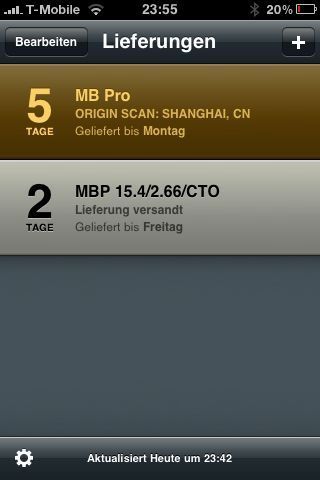 T-Mobile 23:55 20%
Bearbeiten Lieferungen +
5 TAGE
MB Pro
ORIGIN SCAN: SHANGHAI, CN
Geliefert bis Montag
2 TAGE
MBP 15.4/2.66/CTO
Lieferung versandt
Geliefert bis Freitag
Aktualisiert Heute um 23:42